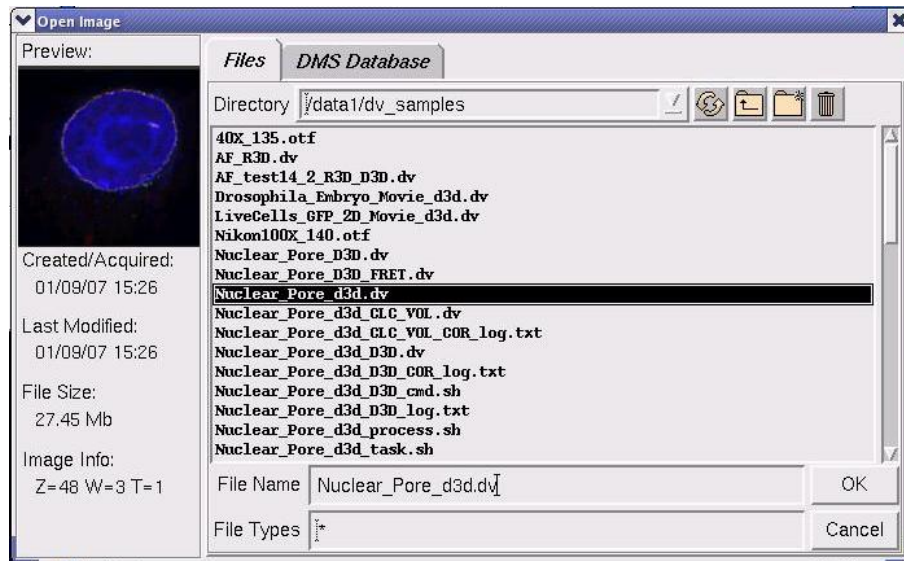 Open Image
Preview:
Files
DMS Database
Directory
/data1/dv_samples
40X_135.otf
AF_R3D.dv
AF_test14_2_R3D_D3D.dv
Drosophila_Embryo_Movie_d3d.dv
LiveCells_GFP_2D_Movie_d3d.dv
Nikon100X_140.otf
Nuclear_Pore_D3D.dv
Nuclear_Pore_D3D_FRET.dv
Nuclear_Pore_d3d.dv
Nuclear_Pore_d3d_CLC_VOL.dv
Nuclear_Pore_d3d_CLC_VOL_COR_log.txt
Nuclear_Pore_d3d_D3D.dv
Nuclear_Pore_d3d_D3D_COR_log.txt
Nuclear_Pore_d3d_D3D_cmd.sh
Nuclear_Pore_d3d_D3D_log.txt
Nuclear_Pore_d3d_process.sh
Nuclear_Pore_d3d_task.sh
Created/Acquired:
01/09/07 15:26
Last Modified:
01/09/07 15:26
File Size:
27.45 Mb
Image Info:
Z=48 W=3 T=1
File Name
Nuclear_Pore_d3d.dv
OK
File Types
*
Cancel